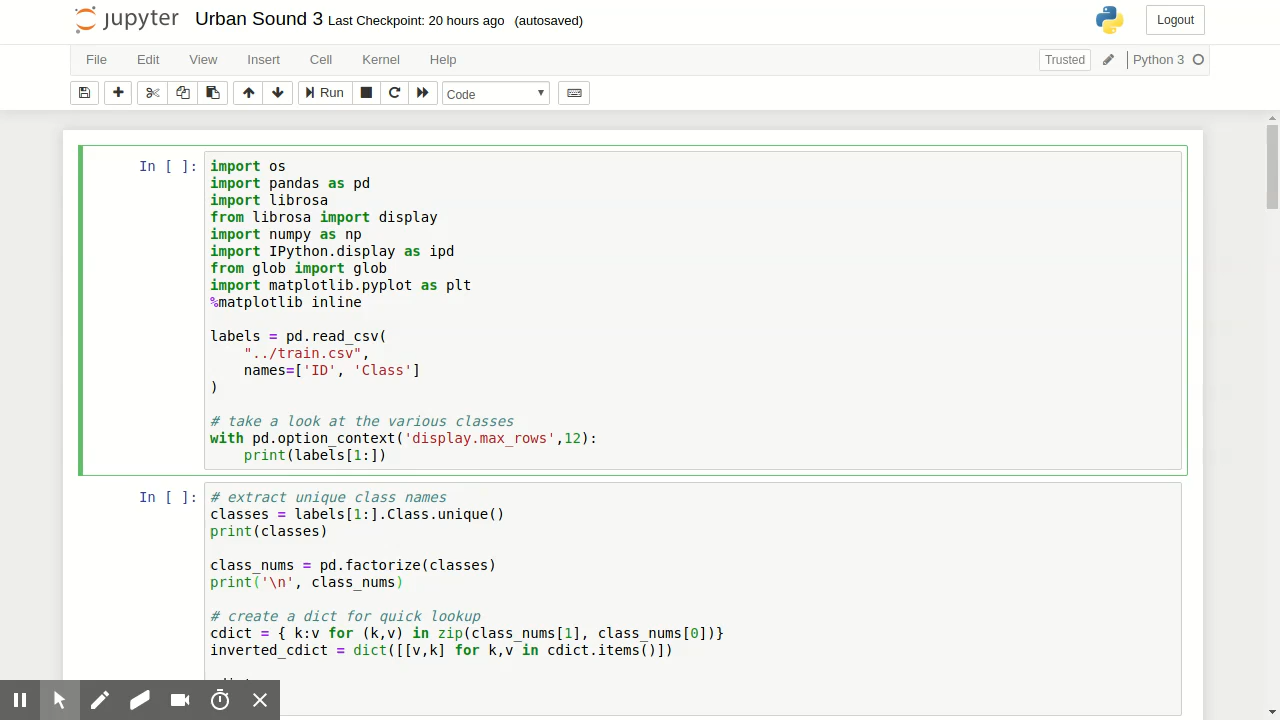 jupyter Urban Sound 3 Last Checkpoint: 20 hours ago (autosaved)
Logout
File Edit View Insert Cell Kernel Help
Trusted Python 3
Run Code
In [ ]:
import os
import pandas as pd
import librosa
from librosa import display
import numpy as np
import IPython.display as ipd
from glob import glob
import matplotlib.pyplot as plt
%matplotlib inline
labels = pd.read_csv(
    "../train.csv",
    names=['ID', 'Class']
)
# take a look at the various classes
with pd.option_context('display.max_rows',12):
    print(labels[1:])
In [ ]:
# extract unique class names
classes = labels[1:].Class.unique()
print(classes)
class_nums = pd.factorize(classes)
print('\n', class_nums)
# create a dict for quick lookup
cdict = { k:v for (k,v) in zip(class_nums[1], class_nums[0])}
inverted_cdict = dict([[v,k] for k,v in cdict.items()])